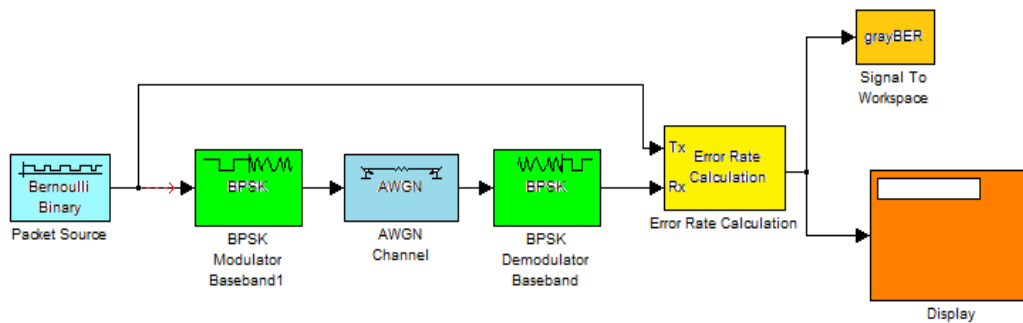 grayBER
Signal To
Workspace
Bernoulli
Binary
Packet Source
BPSK
BPSK
Modulator
Baseband1
AWGN
AWGN
Channel
BPSK
BPSK
Demodulator
Baseband
Tx
Rx
Error Rate
Calculation
Error Rate Calculation
Display